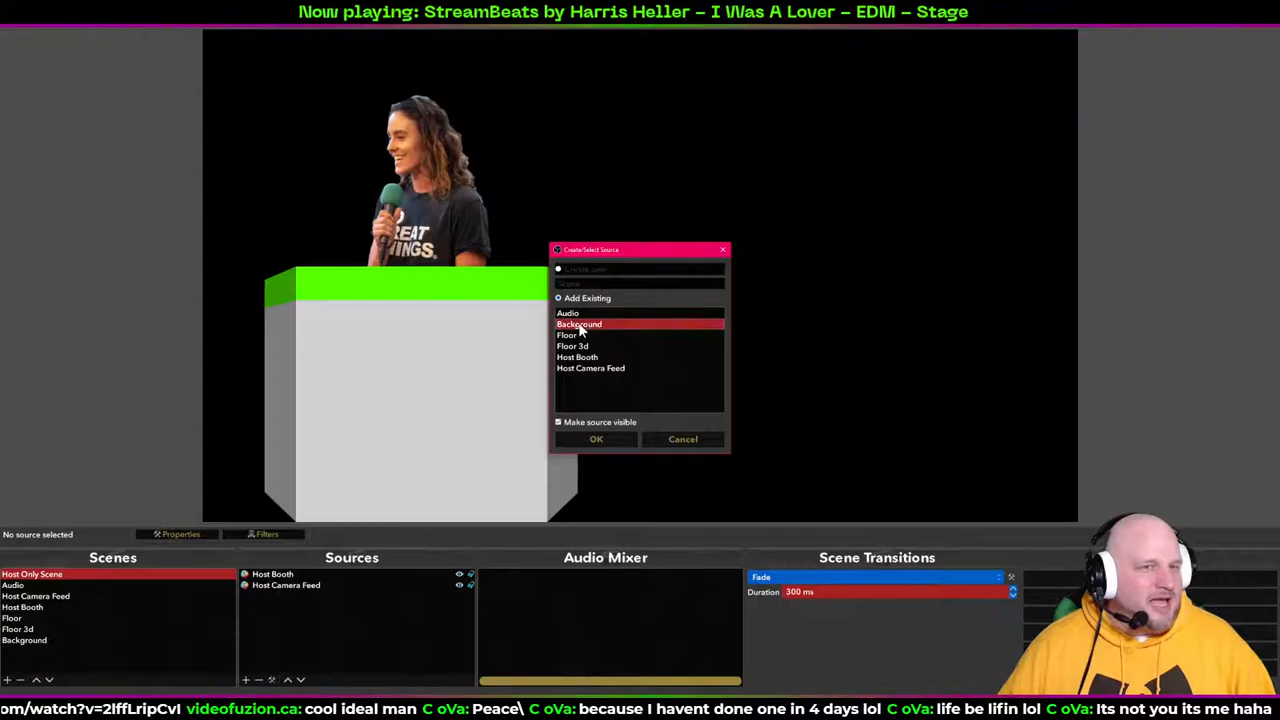 Now playing: StreamBeats by Harris Heller - I Was A Lover - EDM - Stage
REAT
INGS.
Create/Select Source
Create new
Scene
Add Existing
Audio
Background
Floor
Floor 3d
Host Booth
Host Camera Feed
Make source visible
OK Cancel
No source selected Properties Filters
Scenes Sources Audio Mixer Scene Transitions
Host Only Scene
Audio
Host Camera Feed
Host Booth
Floor
Floor 3d
Background
Host Booth
Host Camera Feed
Fade
Duration 300 ms
om/watch?v=2IffLripCvI videofuzion.ca: cool ideal man C oVa: Peace\ C oVa: because I havent done one in 4 days lol C oVa: life be lifin lol C oVa: Its not you its me haha